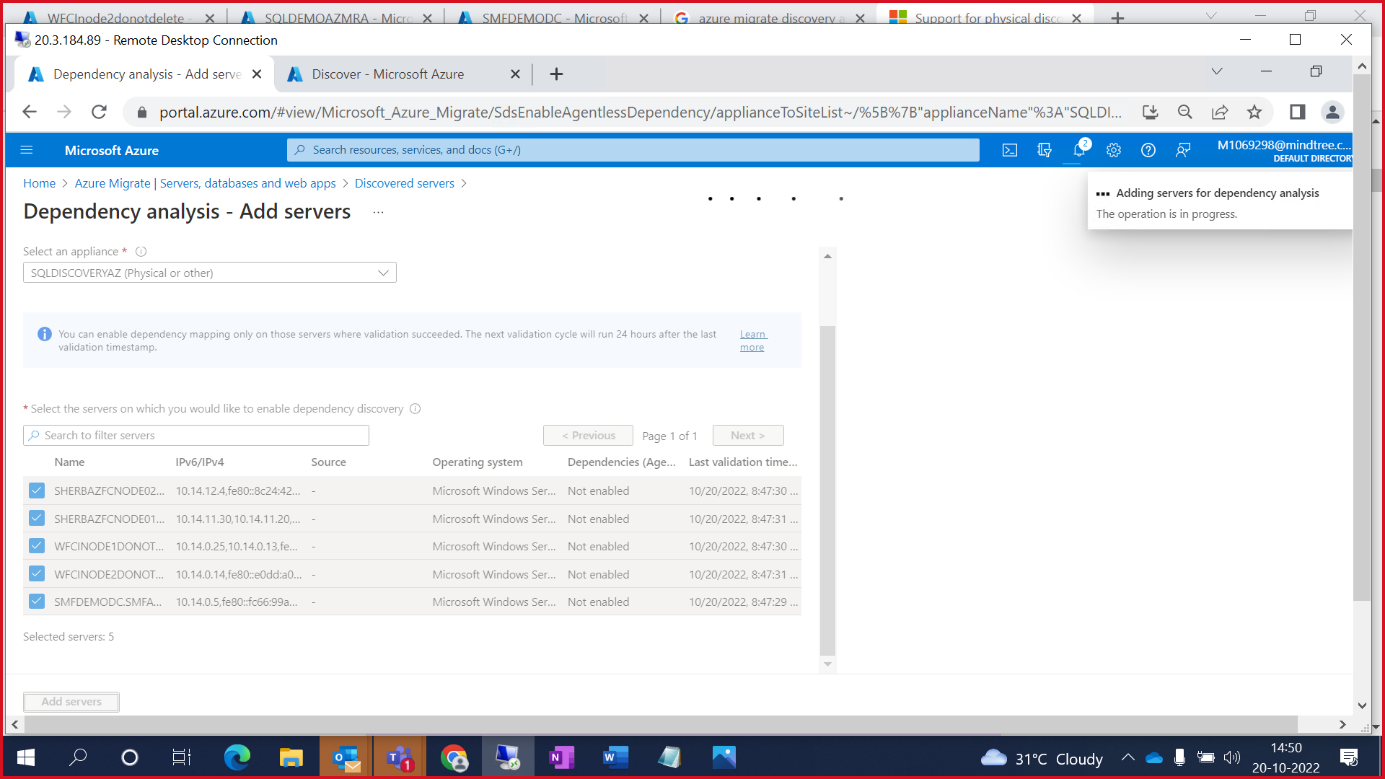 WFCInode2donotdelete -
SQLDEMOAZMRA - Micro
SMFDEMODC - Microsoft
azure migrate discovery a
Support for physical disco
20.3.184.89 - Remote Desktop Connection
Dependency analysis - Add serve
Discover - Microsoft Azure
portal.azure.com/#view/Microsoft_Azure_Migrate/SdsEnableAgentlessDependency/applianceToSiteList~/%5B%7B"applianceName"%3A"SQLDI...
Microsoft Azure
Search resources, services, and docs (G+/)
2
M1069298@mindtree.c...
DEFAULT DIRECTORY
Home > Azure Migrate | Servers, databases and web apps > Discovered servers >
Dependency analysis - Add servers ...
Adding servers for dependency analysis
The operation is in progress.
Select an appliance *
SQLDISCOVERYAZ (Physical or other)
You can enable dependency mapping only on those servers where validation succeeded. The next validation cycle will run 24 hours after the last
validation timestamp.
Learn
more
* Select the servers on which you would like to enable dependency discovery
Search to filter servers
< Previous Page 1 of 1 Next >
Name IPv6/IPv4 Source Operating system Dependencies (Age... Last validation time...
SHERBAZFCNODE02... 10.14.12.4,fe80::8c24:42... - Microsoft Windows Ser... Not enabled 10/20/2022, 8:47:30 ...
SHERBAZFCNODE01... 10.14.11.30,10.14.11.20,... - Microsoft Windows Ser... Not enabled 10/20/2022, 8:47:31 ...
WFCINODE1DONOT... 10.14.0.25,10.14.0.13,fe... - Microsoft Windows Ser... Not enabled 10/20/2022, 8:47:30 ...
WFCINODE2DONOT... 10.14.0.14,fe80::e0dd:a0... - Microsoft Windows Ser... Not enabled 10/20/2022, 8:47:31 ...
SMFDEMODC.SMFA... 10.14.0.5,fe80::fc66:99a... - Microsoft Windows Ser... Not enabled 10/20/2022, 8:47:29 ...
Selected servers: 5
Add servers
31°C Cloudy
14:50
20-10-2022